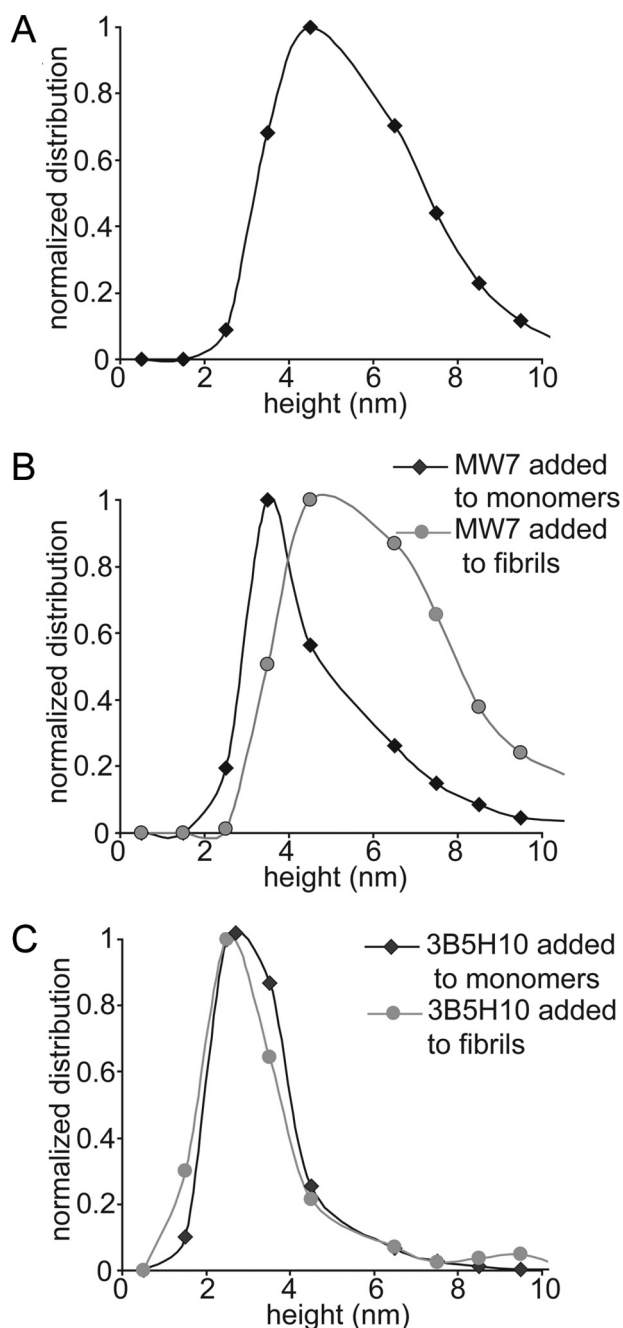 A
normalized distribution
1
0.8
0.6
0.4
0.2
0
0 2 4 6 8 10
height (nm)
B
MW7 added
to monomers
MW7 added
to fibrils
normalized distribution
1
0.8
0.6
0.4
0.2
0
0 2 4 6 8 10
height (nm)
C
3B5H10 added
to monomers
3B5H10 added
to fibrils
normalized distribution
1
0.8
0.6
0.4
0.2
0
0 2 4 6 8 10
height (nm)